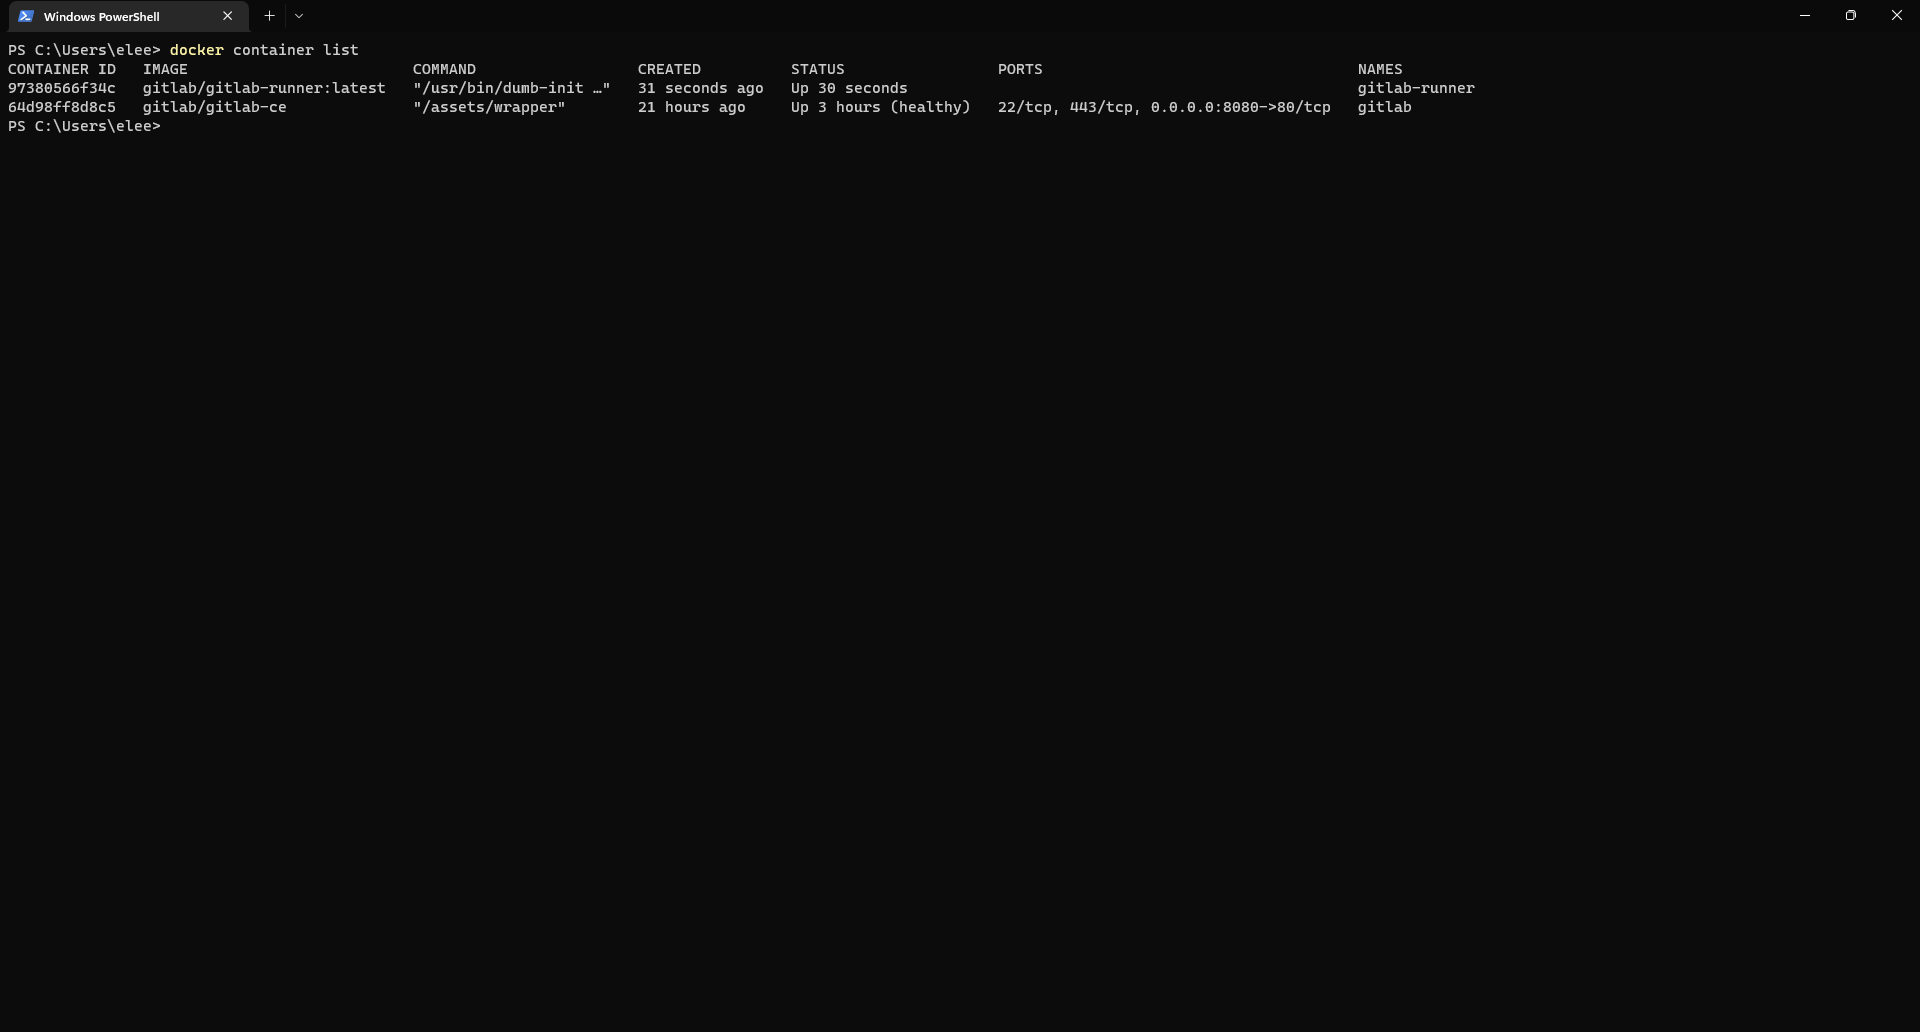 Windows PowerShell
PS C:\Users\elee> docker container list
CONTAINER ID   IMAGE                         COMMAND                  CREATED          STATUS                 PORTS                                   NAMES
97380566f34c   gitlab/gitlab-runner:latest   "/usr/bin/dumb-init …"   31 seconds ago   Up 30 seconds                                                  gitlab-runner
64d98ff8d8c5   gitlab/gitlab-ce              "/assets/wrapper"        21 hours ago     Up 3 hours (healthy)   22/tcp, 443/tcp, 0.0.0.0:8080->80/tcp   gitlab
PS C:\Users\elee>